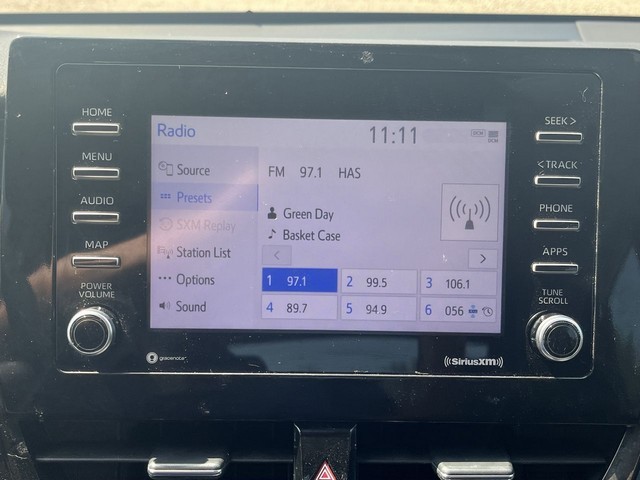 HOME
MENU
AUDIO
MAP
POWER
VOLUME
Radio
11:11
DCM
Source
Presets
SXM Replay
Station List
Options
Sound
FM 97.1 HAS
Green Day
Basket Case
1 97.1
2 99.5
3 106.1
4 89.7
5 94.9
6 056
gracenote
((SiriusXM))
SEEK >
< TRACK
PHONE
APPS
TUNE
SCROLL